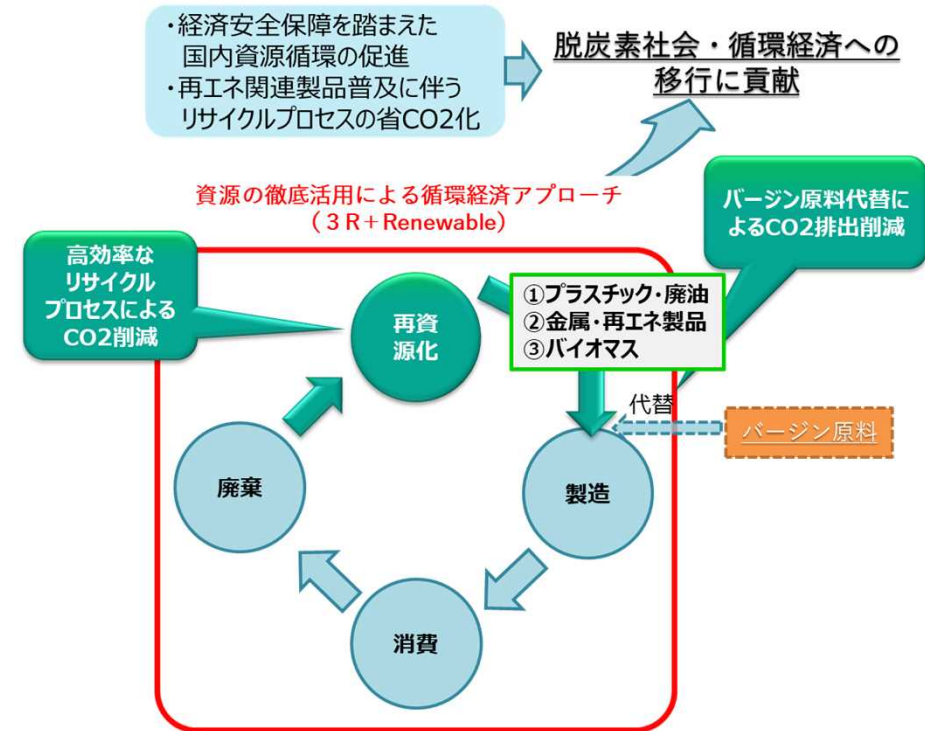 ・経済安全保障を踏まえた
国内資源循環の促進
・再エネ関連製品普及に伴う
リサイクルプロセスの省CO2化
脱炭素社会・循環経済への
移行に貢献
資源の徹底活用による循環経済アプローチ
（３R＋Renewable）
バージン原料代替に
よるCO2排出削減
高効率な
リサイクル
プロセスによる
CO2削減
再資
源化
①プラスチック・廃油
②金属・再エネ製品
③バイオマス
代替
バージン原料
廃棄
製造
消費